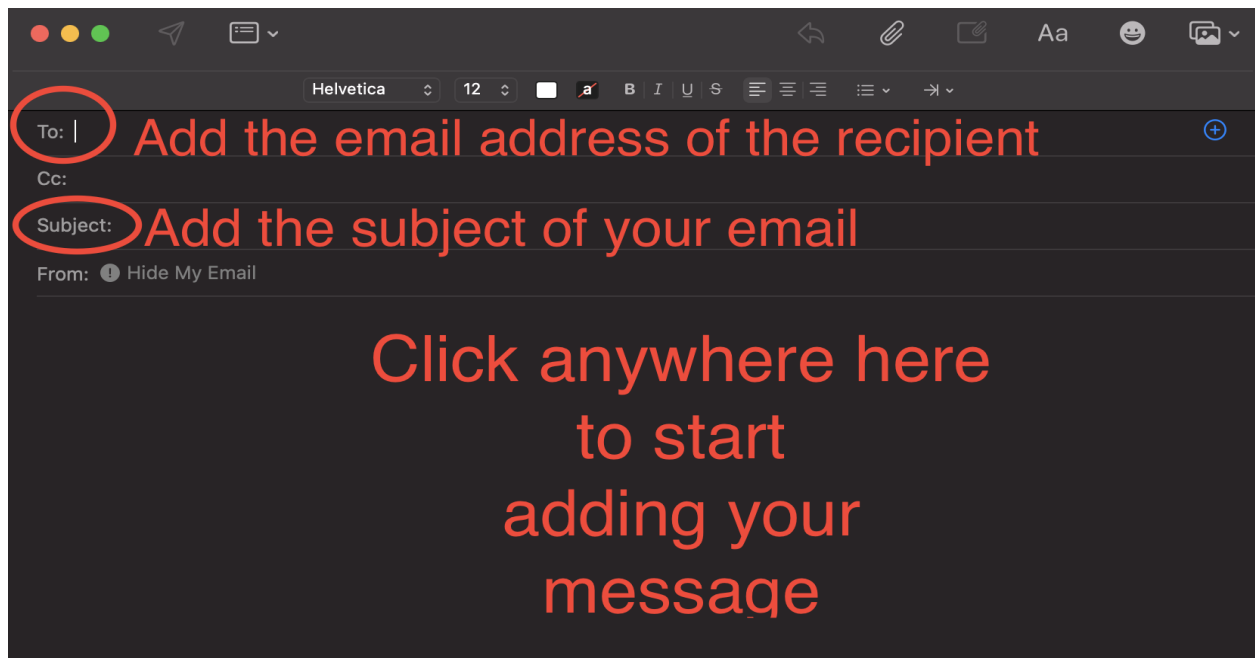 Aa
Helvetica 12 a B I U S
To: Add the email address of the recipient
Cc:
Subject: Add the subject of your email
From: ! Hide My Email
Click anywhere here
to start
adding your
message